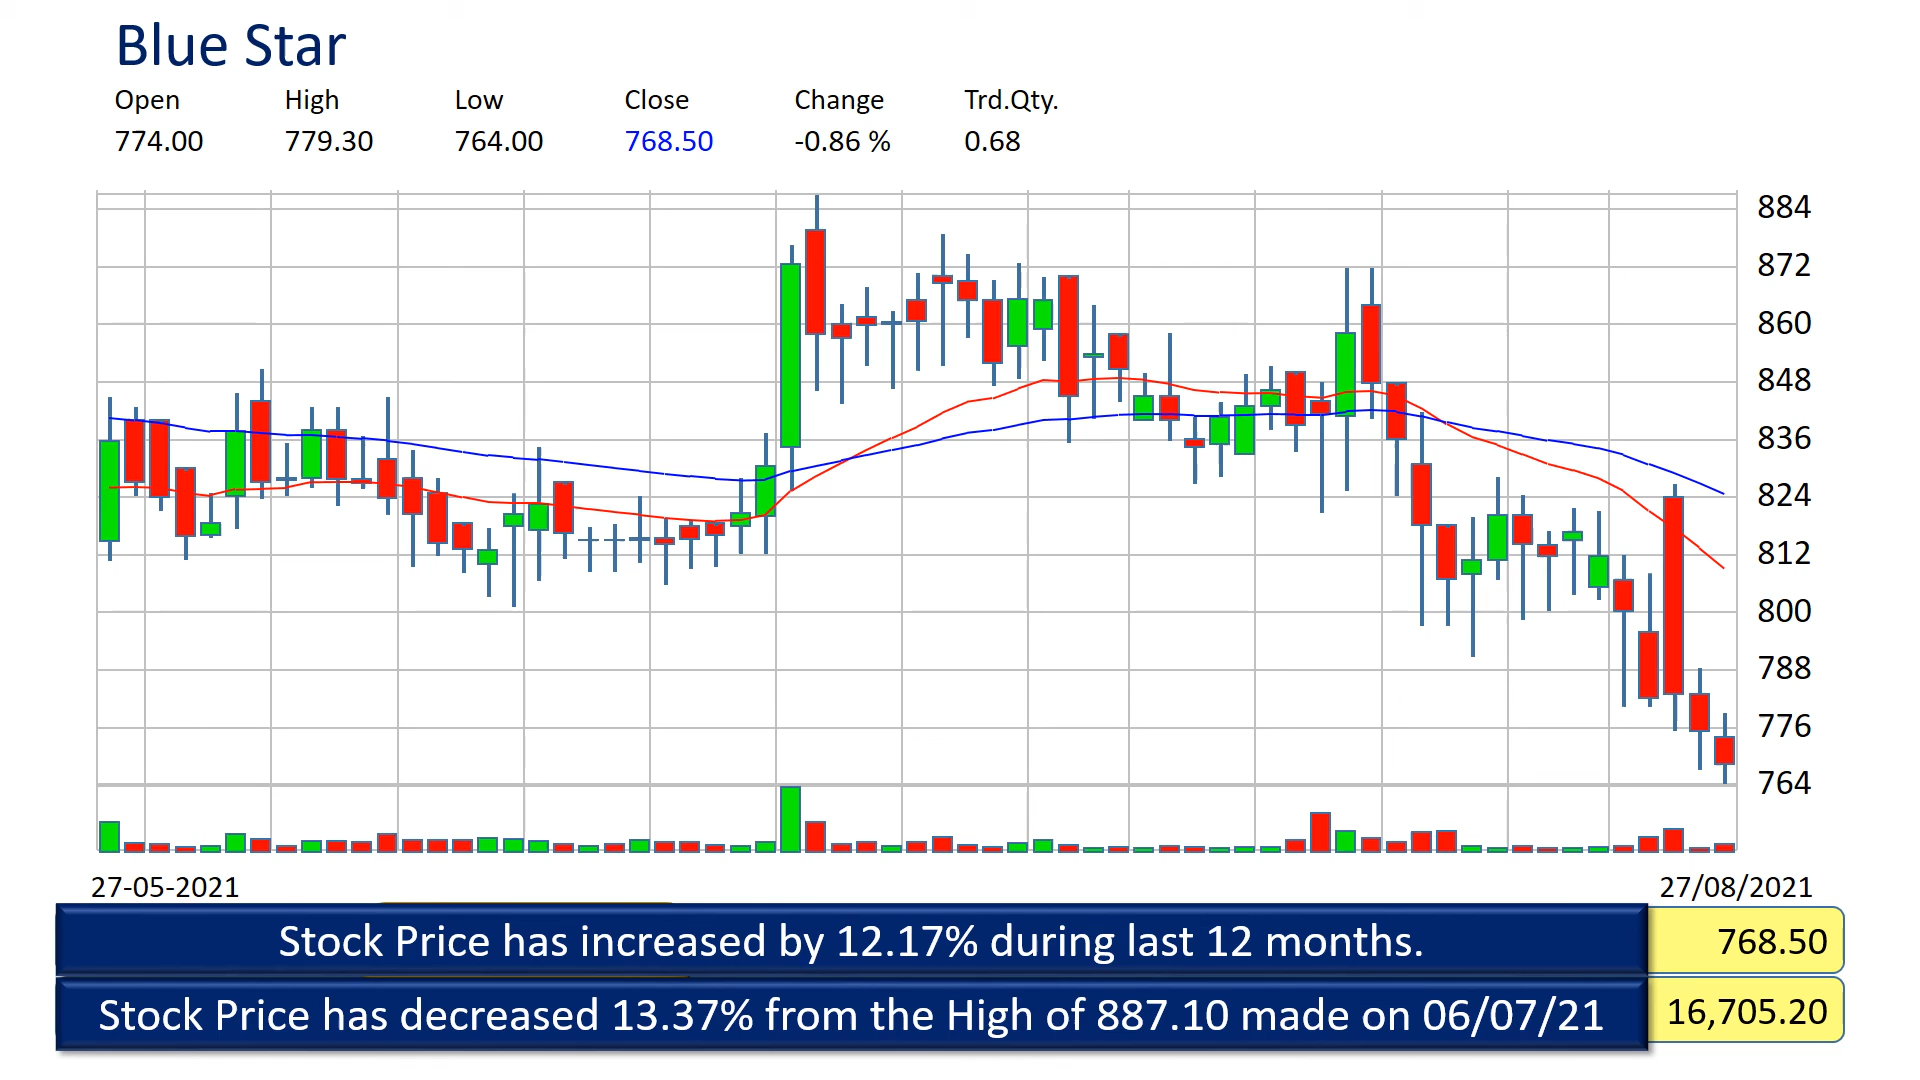 Blue Star
Open High Low Close Change Trd.Qty.
774.00 779.30 764.00 768.50 -0.86 % 0.68
884
872
860
848
836
824
812
800
788
776
764
27-05-2021 27/08/2021
Stock Price has increased by 12.17% during last 12 months. 768.50
Stock Price has decreased 13.37% from the High of 887.10 made on 06/07/21 16,705.20